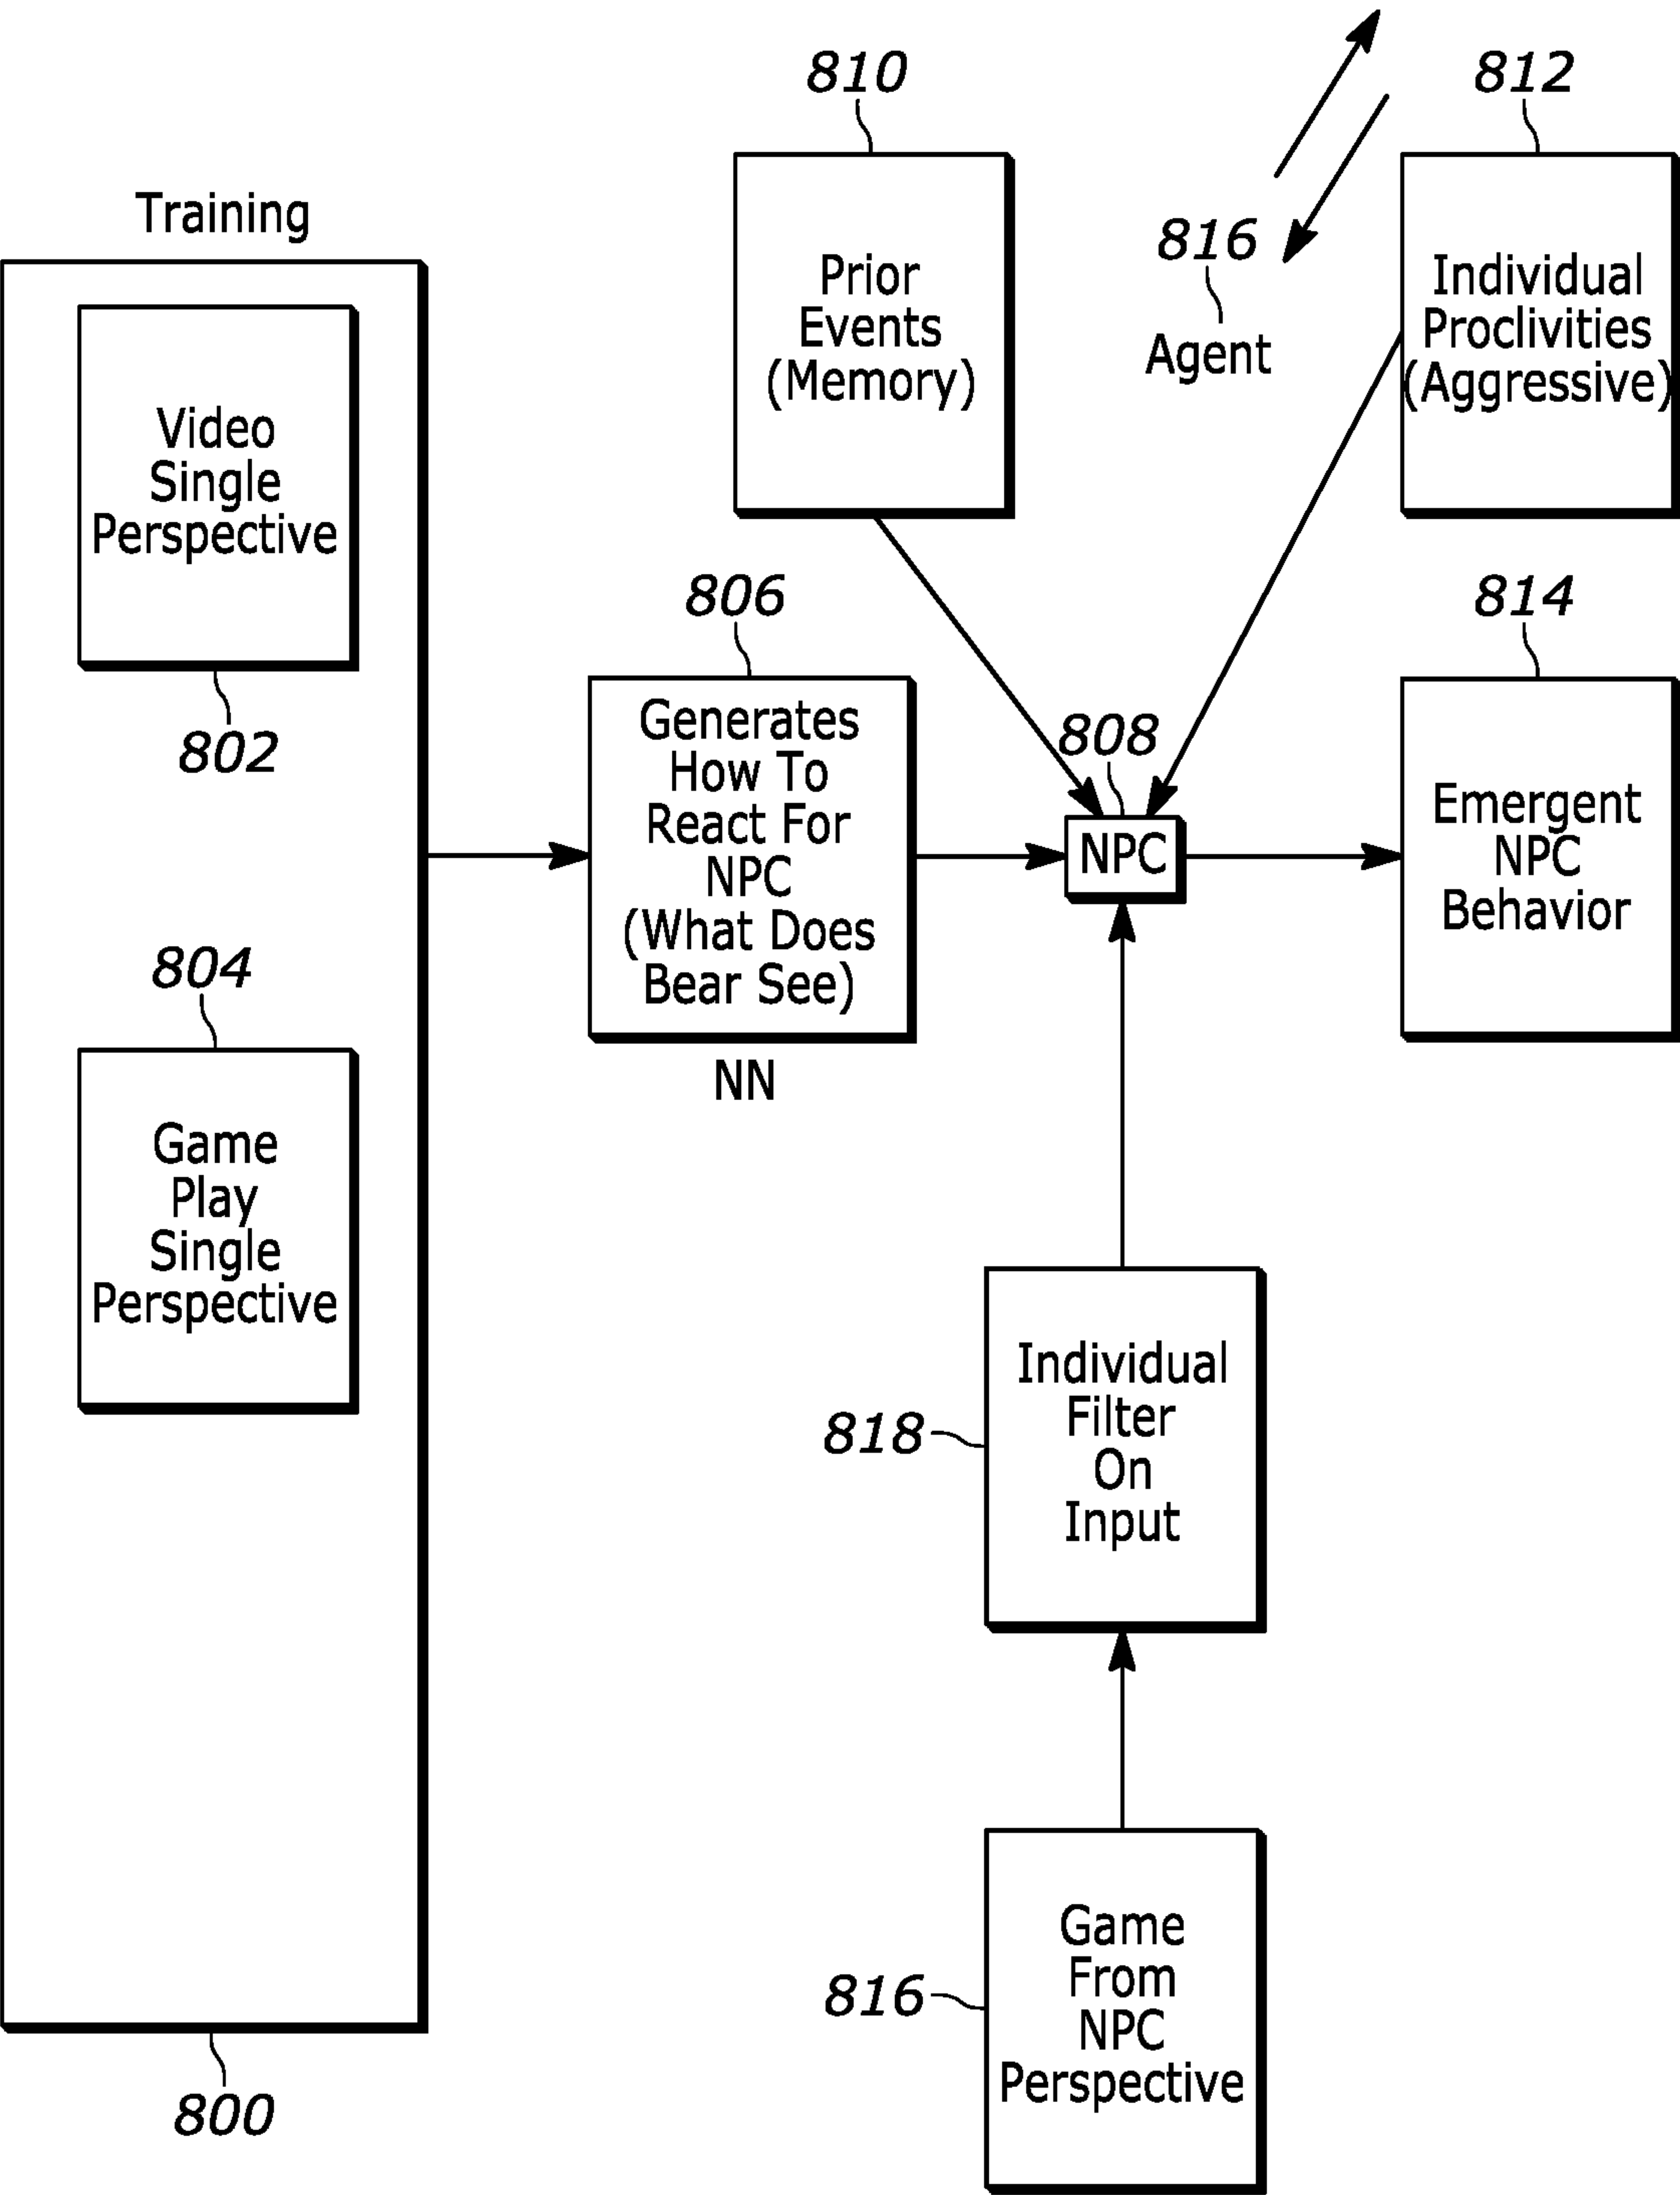 Training
Video
Single
Perspective
802
804
Game
Play
Single
Perspective
800
810
Prior
Events
(Memory)
816
Agent
812
Individual
Proclivities
(Aggressive)
806
Generates
How To
React For
NPC
(What Does
Bear See)
NN
808
NPC
814
Emergent
NPC
Behavior
818
Individual
Filter
On
Input
816
Game
From
NPC
Perspective